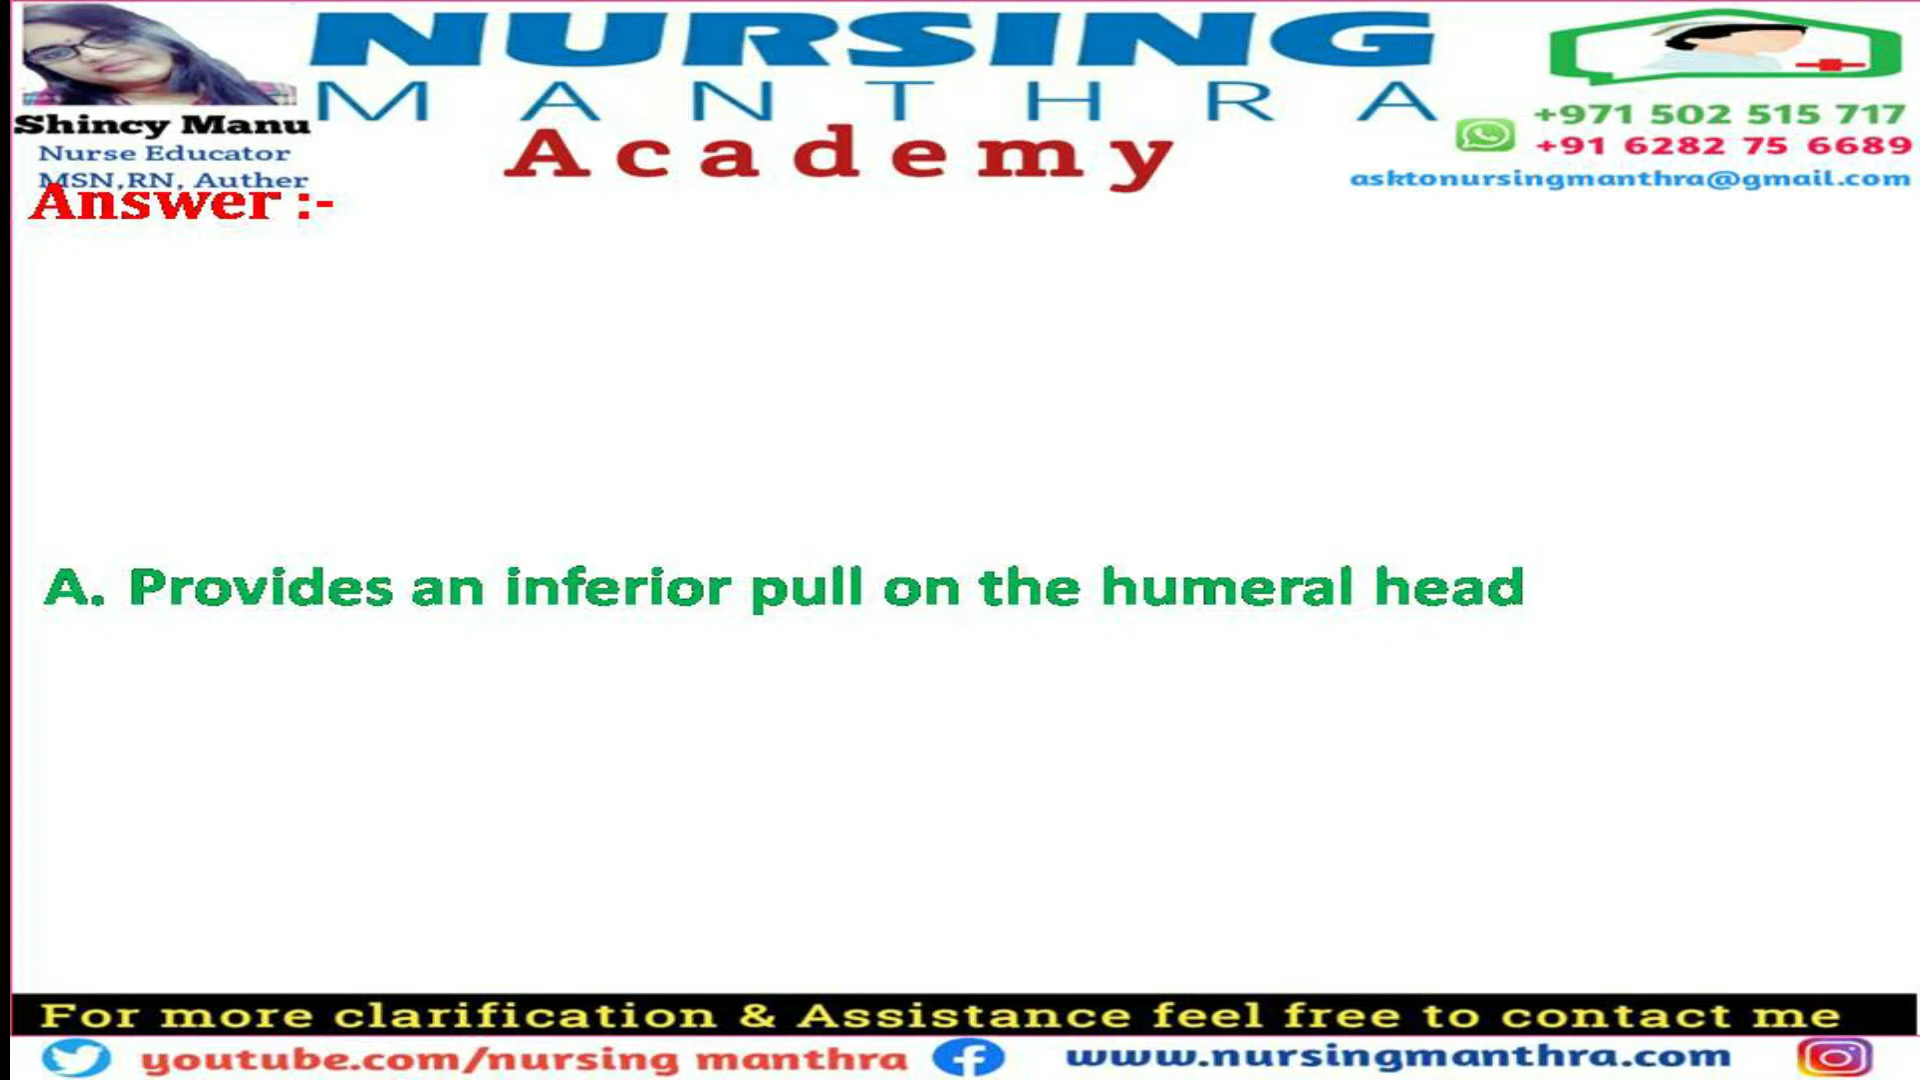 NURSING
MANTHRA
Academy
Shincy Manu
Nurse Educator
MSN,RN, Auther
+971 502 515 717
+91 6282 75 6689
asktonursingmanthra@gmail.com
Answer :-
A. Provides an inferior pull on the humeral head
For more clarification & Assistance feel free to contact me
youtube.com/nursing manthra
www.nursingmanthra.com